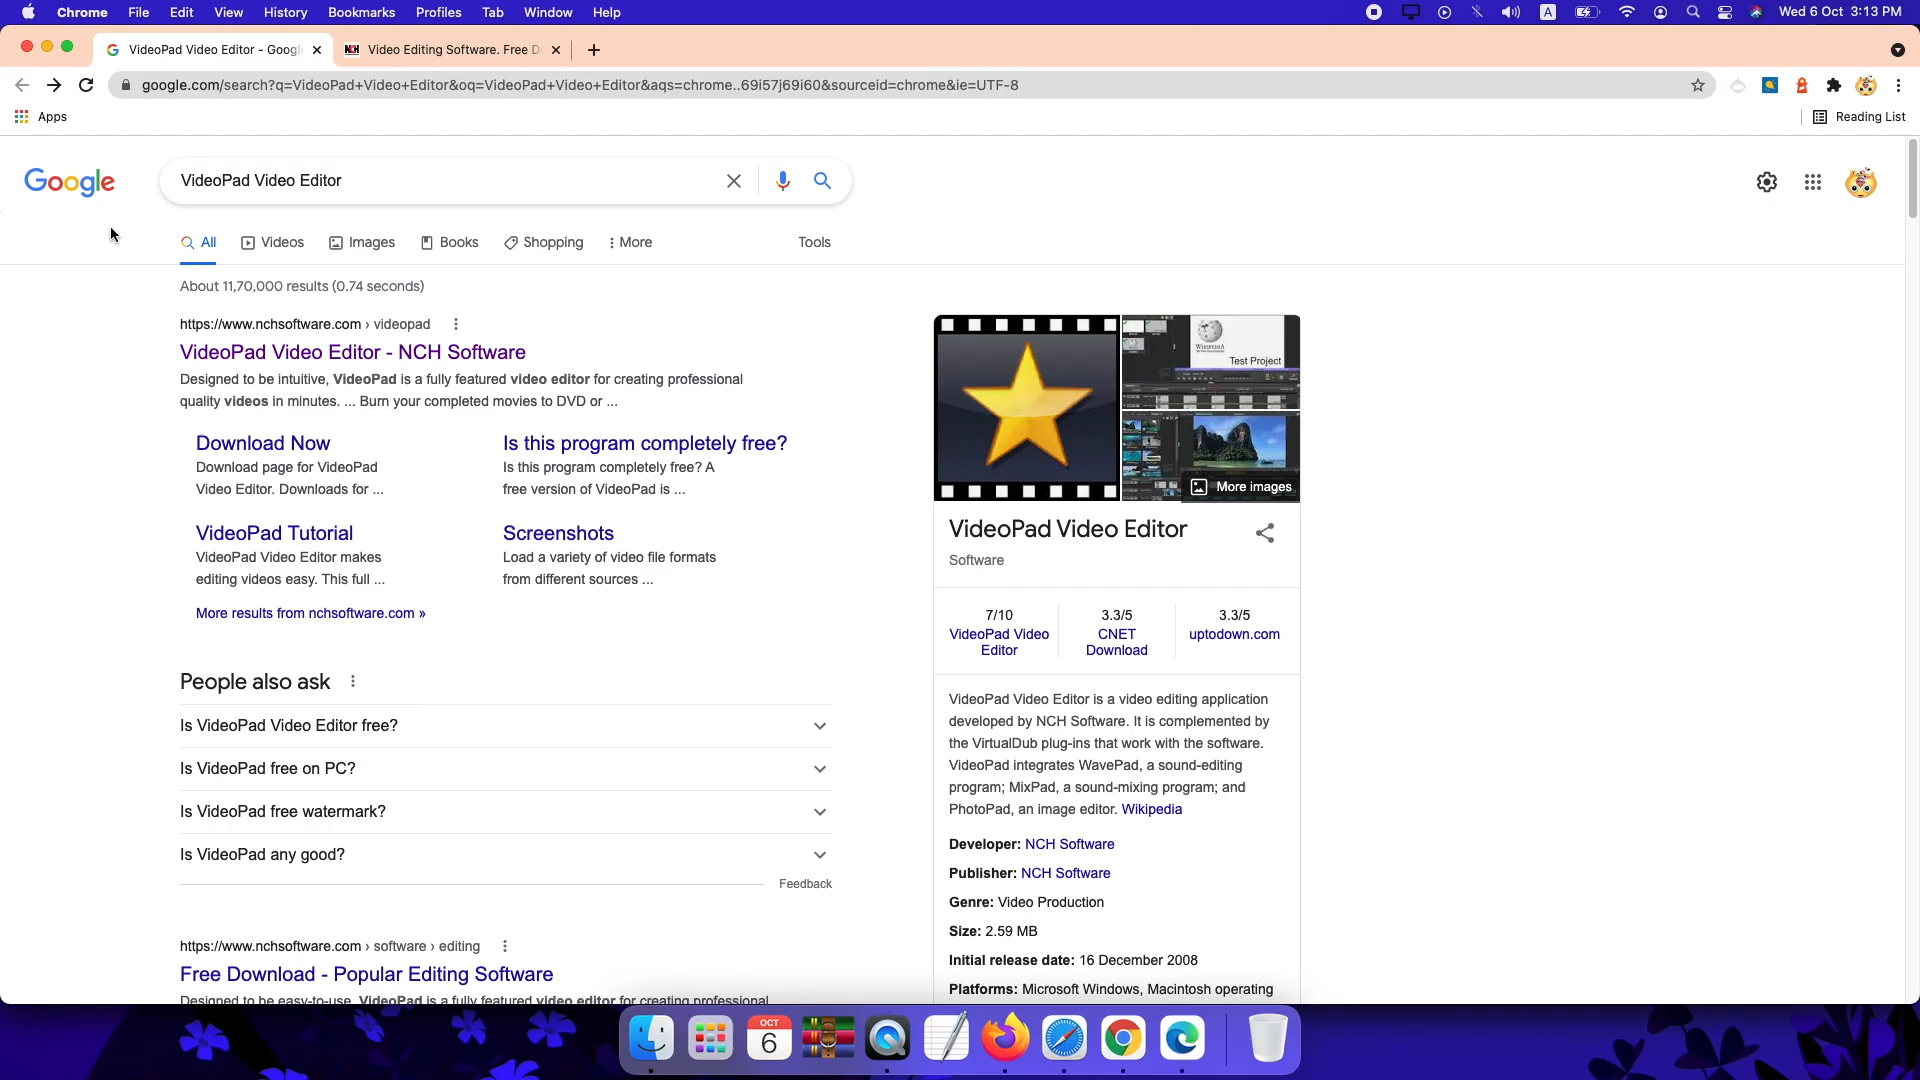 Chrome File Edit View History Bookmarks Profiles Tab Window Help
A
Wed 6 Oct 3:13 PM
VideoPad Video Editor - Googl
NCH Video Editing Software. Free D
google.com/search?q=VideoPad+Video+Editor&oq=VideoPad+Video+Editor&aqs=chrome..69i57j69i60&sourceid=chrome&ie=UTF-8
Apps
Reading List
Google
VideoPad Video Editor
All Videos Images Books Shopping More Tools
About 11,70,000 results (0.74 seconds)
https://www.nchsoftware.com › videopad
VideoPad Video Editor - NCH Software
Designed to be intuitive, VideoPad is a fully featured video editor for creating professional
quality videos in minutes. ... Burn your completed movies to DVD or ...
Download Now
Download page for VideoPad
Video Editor. Downloads for ...
Is this program completely free?
Is this program completely free? A
free version of VideoPad is ...
VideoPad Tutorial
VideoPad Video Editor makes
editing videos easy. This full ...
Screenshots
Load a variety of video file formats
from different sources ...
More results from nchsoftware.com »
People also ask
Is VideoPad Video Editor free?
Is VideoPad free on PC?
Is VideoPad free watermark?
Is VideoPad any good?
Feedback
https://www.nchsoftware.com › software › editing
Free Download - Popular Editing Software
Designed to be easy-to-use, VideoPad is a fully featured video editor for creating professional
WIKIPEDIA
Test Project
More images
VideoPad Video Editor
Software
7/10
VideoPad Video
Editor
3.3/5
CNET
Download
3.3/5
uptodown.com
VideoPad Video Editor is a video editing application
developed by NCH Software. It is complemented by
the VirtualDub plug-ins that work with the software.
VideoPad integrates WavePad, a sound-editing
program; MixPad, a sound-mixing program; and
PhotoPad, an image editor. Wikipedia
Developer: NCH Software
Publisher: NCH Software
Genre: Video Production
Size: 2.59 MB
Initial release date: 16 December 2008
Platforms: Microsoft Windows, Macintosh operating
OCT
6